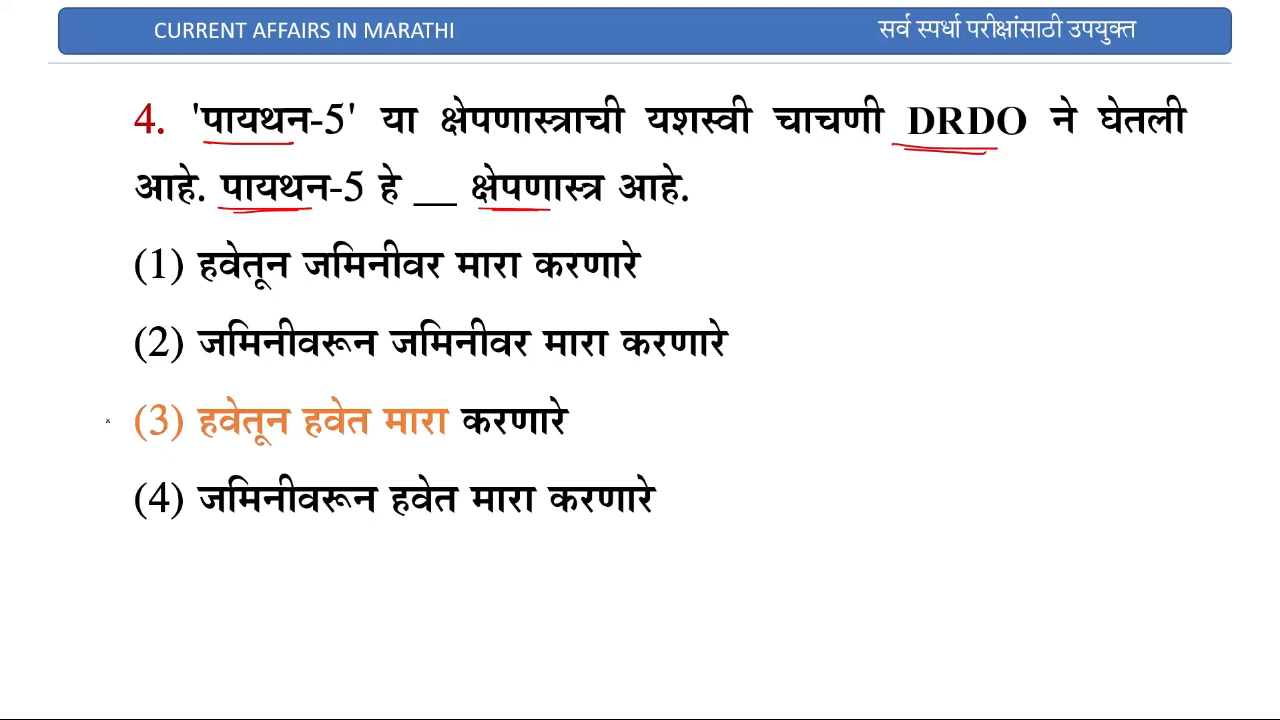 CURRENT AFFAIRS IN MARATHI सर्व स्पर्धा परीक्षांसाठी उपयुक्त
4. 'पायथन-5' या क्षेपणास्त्राची यशस्वी चाचणी DRDO ने घेतली
आहे. पायथन-5 हे __ क्षेपणास्त्र आहे.
(1) हवेतून जमिनीवर मारा करणारे
(2) जमिनीवरून जमिनीवर मारा करणारे
(3) हवेतून हवेत मारा करणारे
(4) जमिनीवरून हवेत मारा करणारे